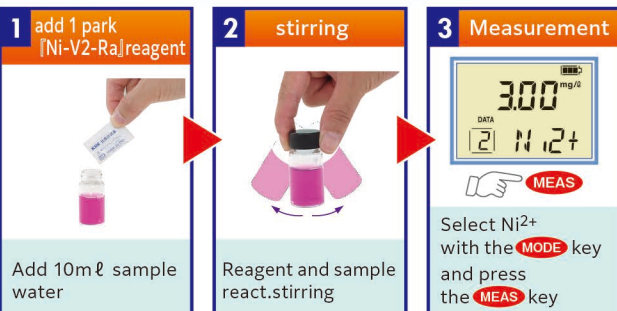 1 add 1 park
『Ni-V2-Ra』reagent
Add 10mℓ sample
water
2 stirring
Reagent and sample
react.stirring
3 Measurement
3.00 mg/ℓ
DATA
2 Ni2+
MEAS
Select Ni2+
with the MODE key
and press
the MEAS key